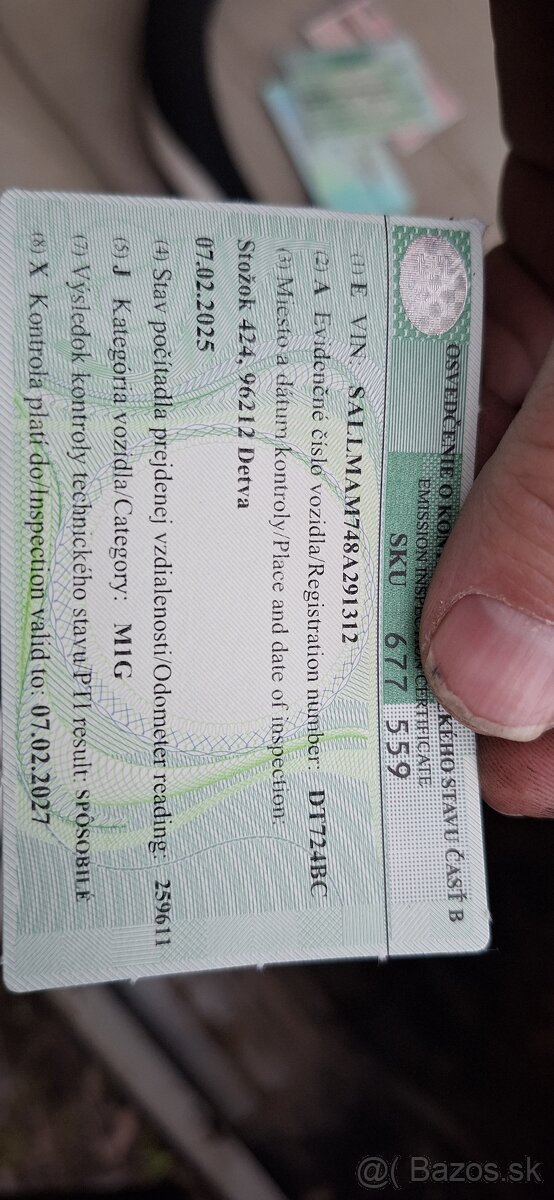 OSVEDČENIE O KON KÉHO STAVU ČASŤ B
EMISSION INSPE CERTIFICATE
SKU 677 559
(1) E VIN SALLMAM748A291312
(2) A Evidenčné číslo vozidla/Registration number: DT724BC
(3) Miesto a dátum kontroly/Place and date of inspection:
Stožok 424, 96212 Detva
07.02.2025
(4) Stav počítadla prejdenej vzdialenosti/Odometer reading: 259611
(5) J Kategória vozidla/Category: M1G
(7) Výsledok kontroly technického stavu/PTI result: SPÔSOBILÉ
(8) X Kontrola platí do/Inspection valid to: 07.02.2027
@( Bazos.sk